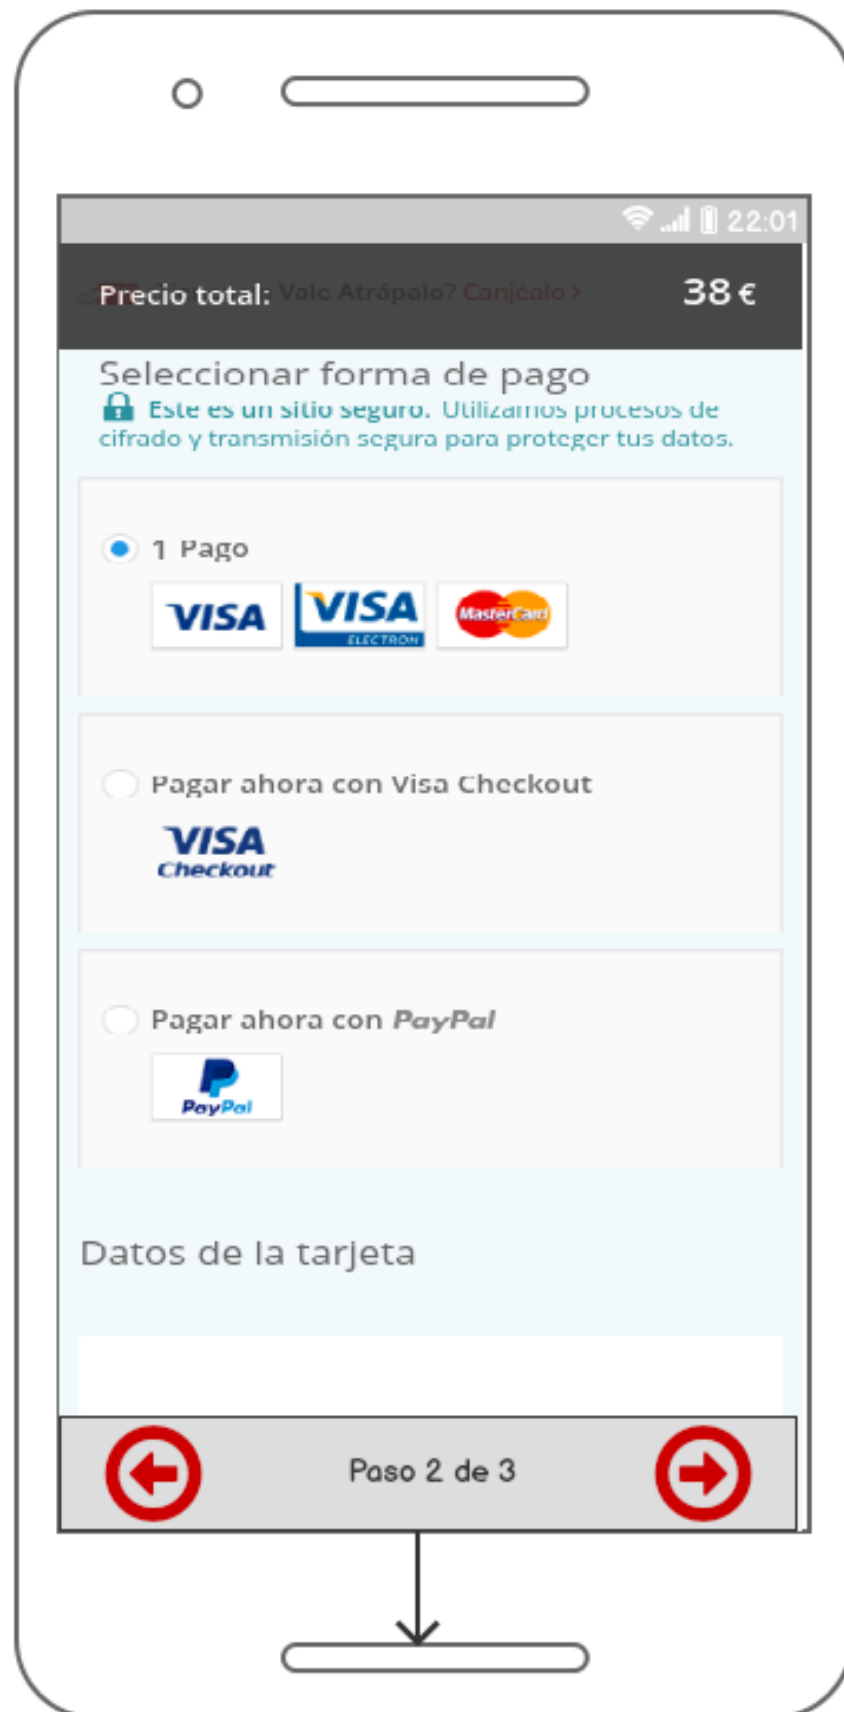 22:01
Vale Atrápalo? Canjéalo ›
Precio total: 38 €
Seleccionar forma de pago
Este es un sitio seguro. Utilizamos procesos de
cifrado y transmisión segura para proteger tus datos.
1 Pago
VISA VISA ELECTRON MasterCard
Pagar ahora con Visa Checkout
VISA
Checkout
Pagar ahora con PayPal
PayPal
Datos de la tarjeta
Paso 2 de 3